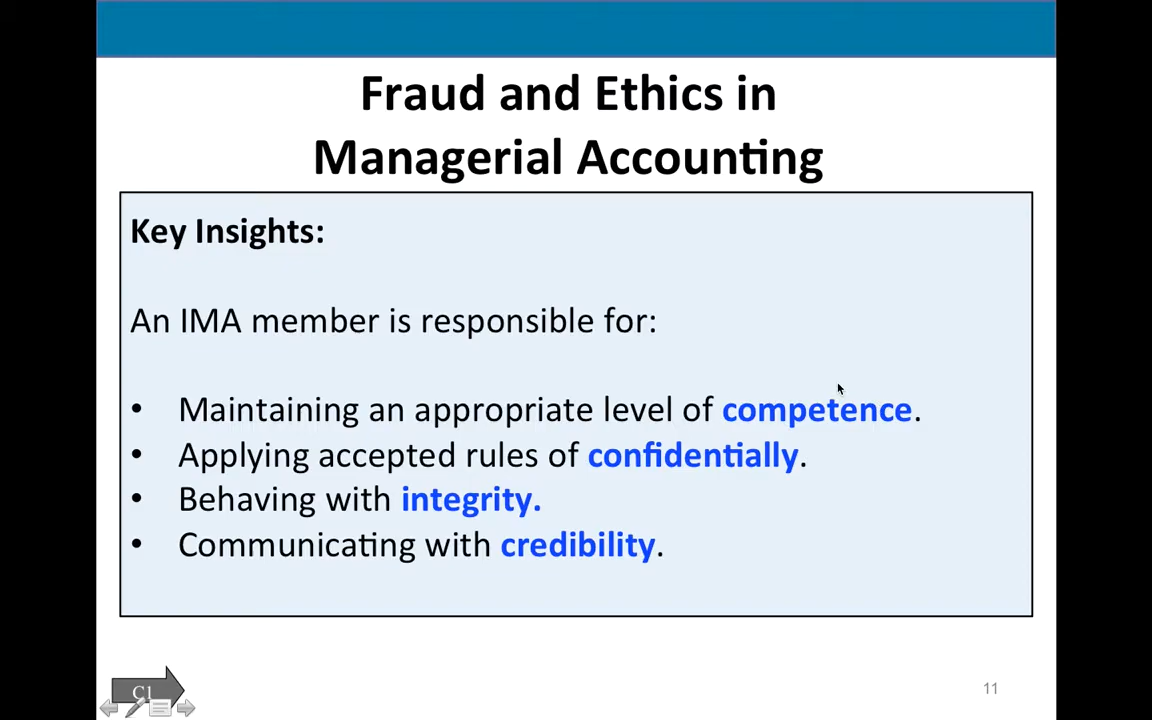 Fraud and Ethics in
Managerial Accounting
Key Insights:
An IMA member is responsible for:
• Maintaining an appropriate level of competence.
• Applying accepted rules of confidentially.
• Behaving with integrity.
• Communicating with credibility.
C1
11